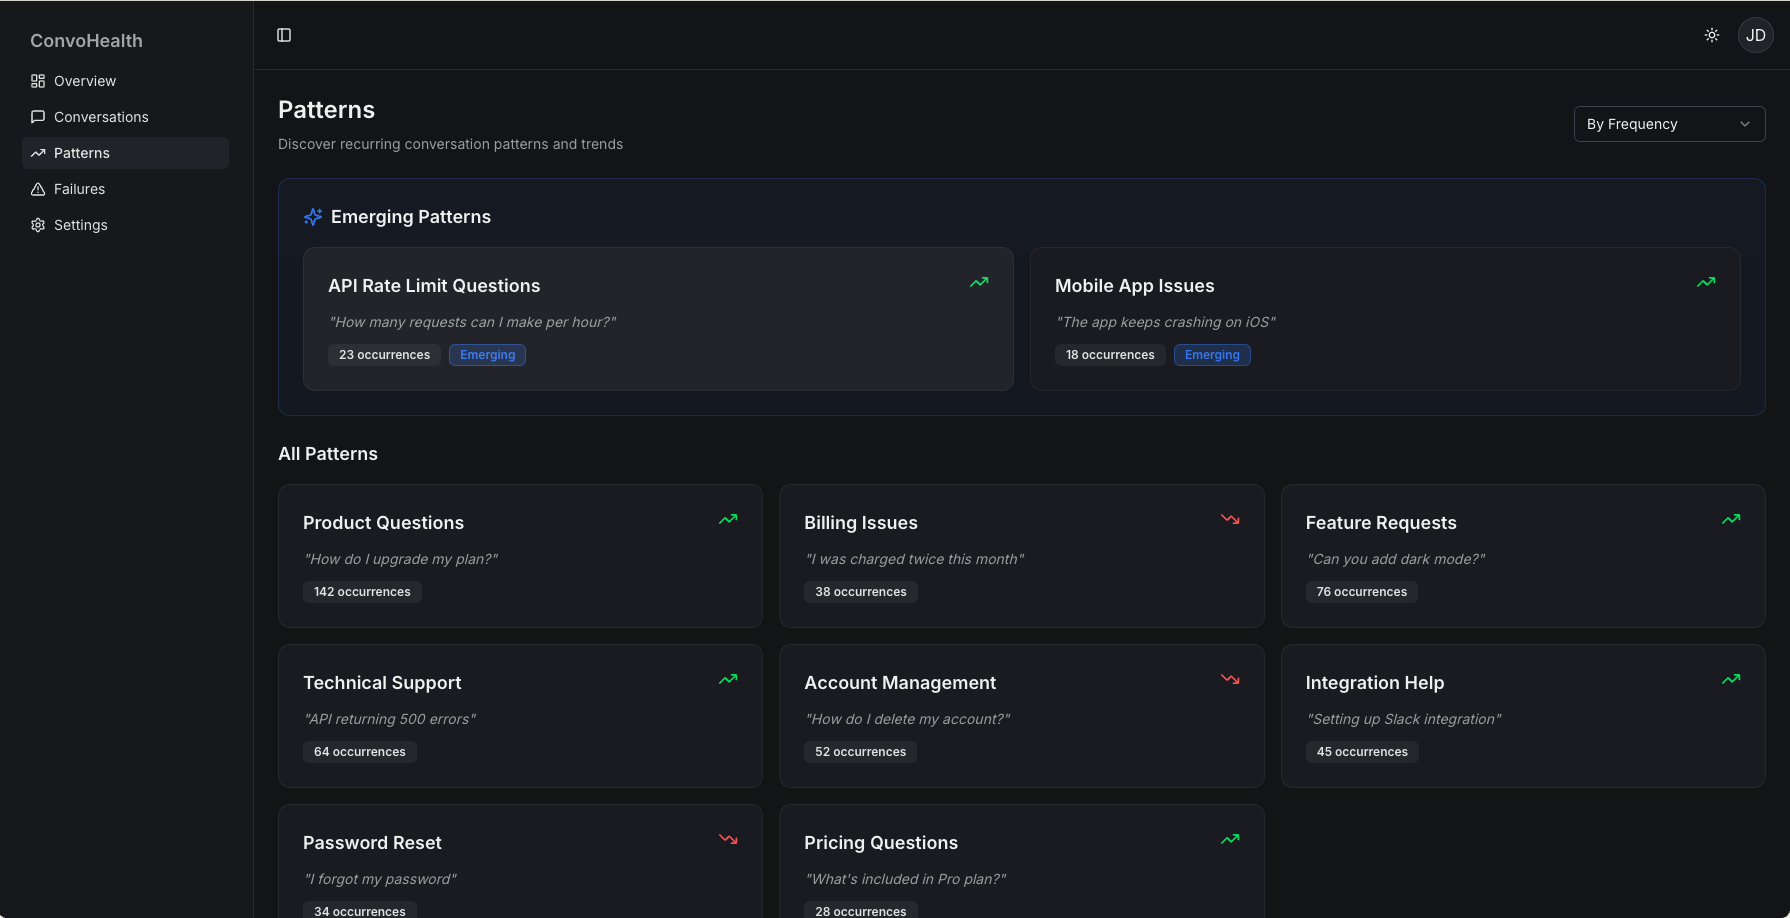 ConvoHealth
Overview
Conversations
Patterns
Failures
Settings
JD
Patterns
Discover recurring conversation patterns and trends
By Frequency
Emerging Patterns
API Rate Limit Questions
"How many requests can I make per hour?"
23 occurrences
Emerging
Mobile App Issues
"The app keeps crashing on iOS"
18 occurrences
Emerging
All Patterns
Product Questions
"How do I upgrade my plan?"
142 occurrences
Billing Issues
"I was charged twice this month"
38 occurrences
Feature Requests
"Can you add dark mode?"
76 occurrences
Technical Support
"API returning 500 errors"
64 occurrences
Account Management
"How do I delete my account?"
52 occurrences
Integration Help
"Setting up Slack integration"
45 occurrences
Password Reset
"I forgot my password"
34 occurrences
Pricing Questions
"What's included in Pro plan?"
28 occurrences